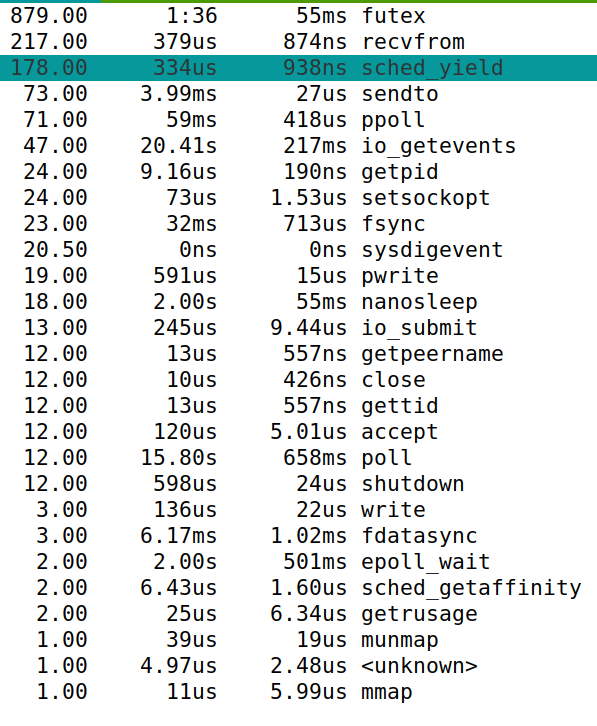 879.00 1:36 55ms futex
217.00 379us 874ns recvfrom
178.00 334us 938ns sched_yield
73.00 3.99ms 27us sendto
71.00 59ms 418us ppoll
47.00 20.41s 217ms io_getevents
24.00 9.16us 190ns getpid
24.00 73us 1.53us setsockopt
23.00 32ms 713us fsync
20.50 0ns 0ns sysdigevent
19.00 591us 15us pwrite
18.00 2.00s 55ms nanosleep
13.00 245us 9.44us io_submit
12.00 13us 557ns getpeername
12.00 10us 426ns close
12.00 13us 557ns gettid
12.00 120us 5.01us accept
12.00 15.80s 658ms poll
12.00 598us 24us shutdown
3.00 136us 22us write
3.00 6.17ms 1.02ms fdatasync
2.00 2.00s 501ms epoll_wait
2.00 6.43us 1.60us sched_getaffinity
2.00 25us 6.34us getrusage
1.00 39us 19us munmap
1.00 4.97us 2.48us <unknown>
1.00 11us 5.99us mmap